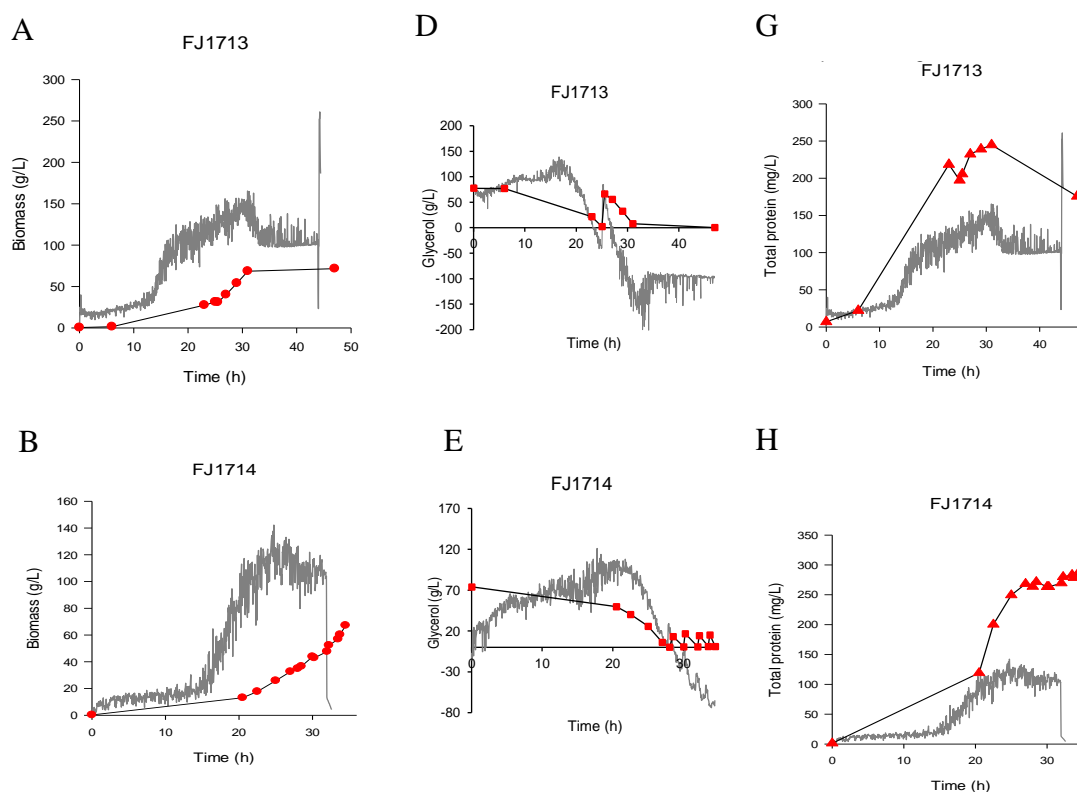 A
FJ1713
Biomass (g/L)
300
250
200
150
100
50
0
0 10 20 30 40 50
Time (h)
D
FJ1713
Glycerol (g/L)
200
150
100
50
0
-50
-100
-150
-200
0 10 20 30 40
Time (h)
G
FJ1713
Total protein (mg/L)
300
250
200
150
100
50
0
0 10 20 30 40
Time (h)
B
FJ1714
Biomass (g/L)
160
140
120
100
80
60
40
20
0
0 10 20 30
Time (h)
E
FJ1714
Glycerol (g/L)
170
120
70
20
-30
-80
0 10 20 30
Time (h)
H
FJ1714
Total protein (mg/L)
350
300
250
200
150
100
50
0
0 10 20 30
Time (h)